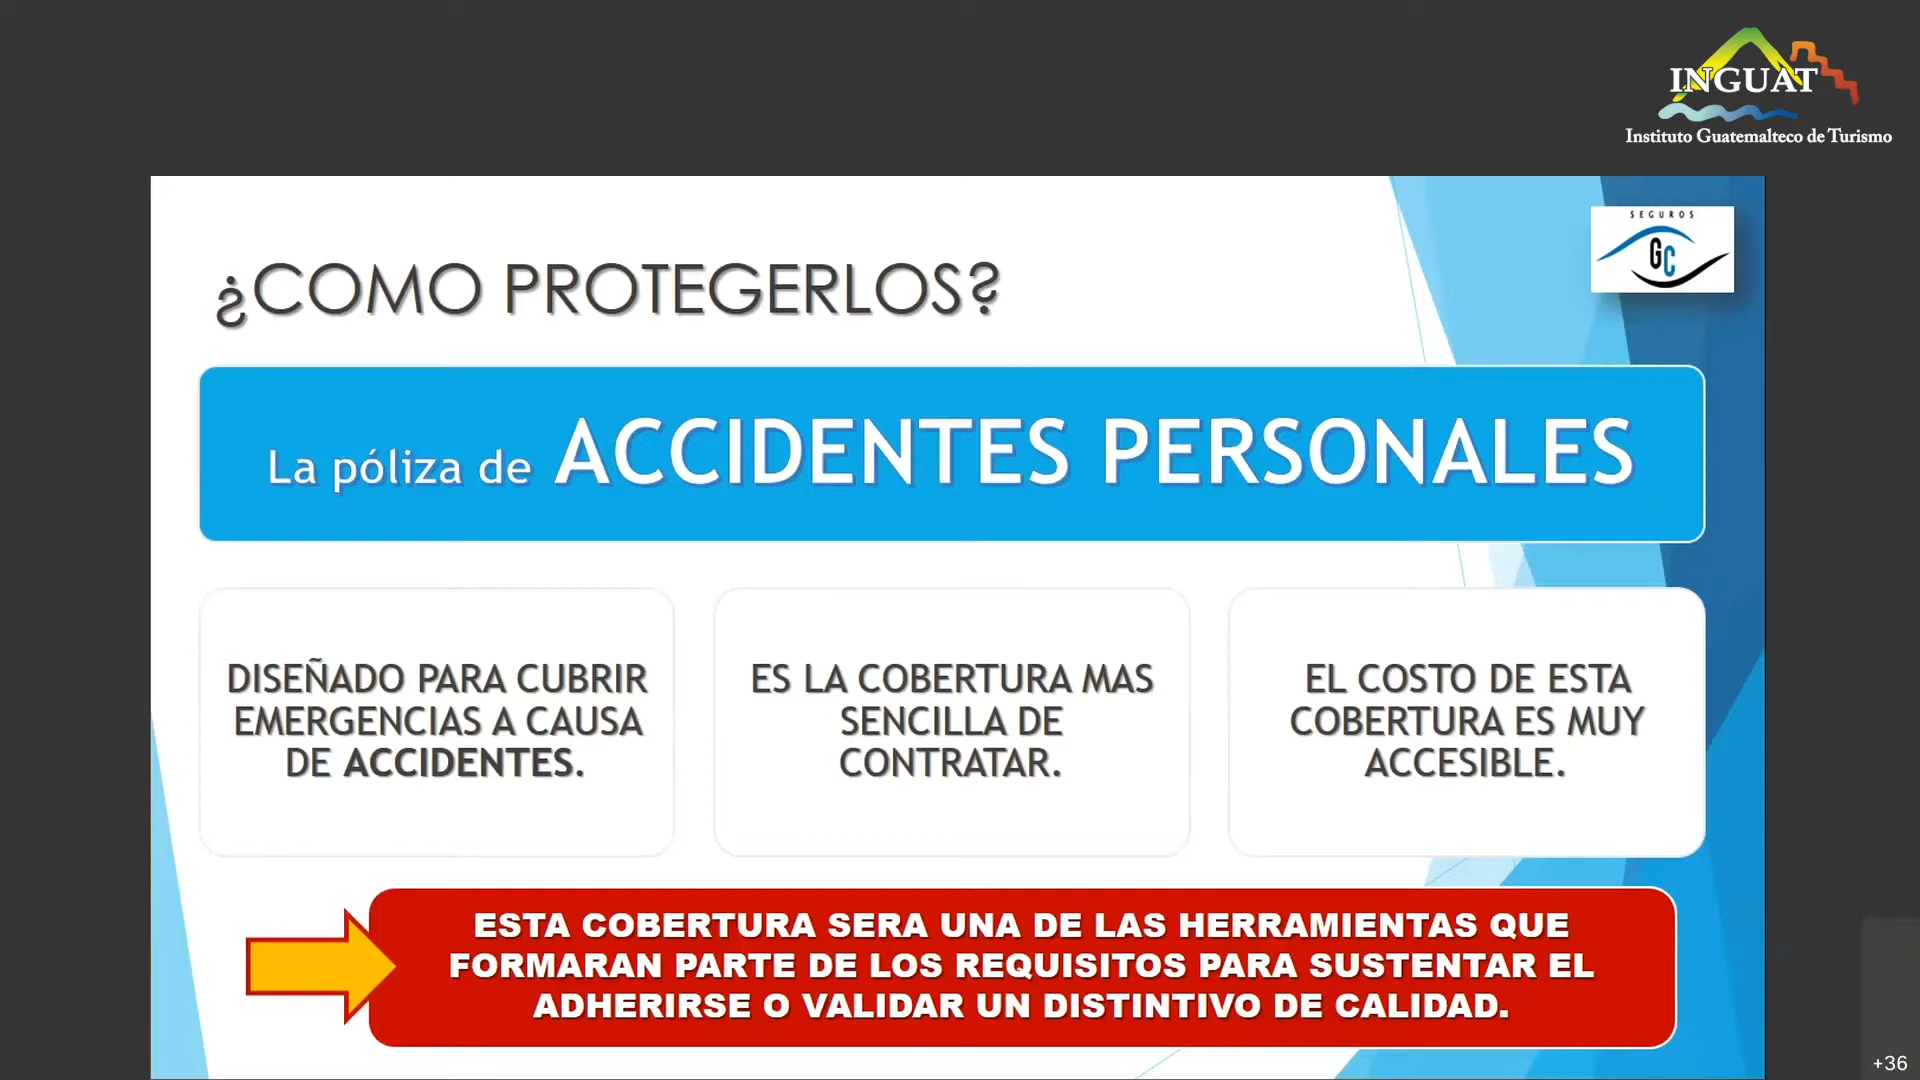 INGUAT
Instituto Guatemalteco de Turismo
SEGUROS
GC
¿COMO PROTEGERLOS?
La póliza de ACCIDENTES PERSONALES
DISEÑADO PARA CUBRIR
EMERGENCIAS A CAUSA
DE ACCIDENTES.
ES LA COBERTURA MAS
SENCILLA DE
CONTRATAR.
EL COSTO DE ESTA
COBERTURA ES MUY
ACCESIBLE.
ESTA COBERTURA SERA UNA DE LAS HERRAMIENTAS QUE
FORMARAN PARTE DE LOS REQUISITOS PARA SUSTENTAR EL
ADHERIRSE O VALIDAR UN DISTINTIVO DE CALIDAD.
+36